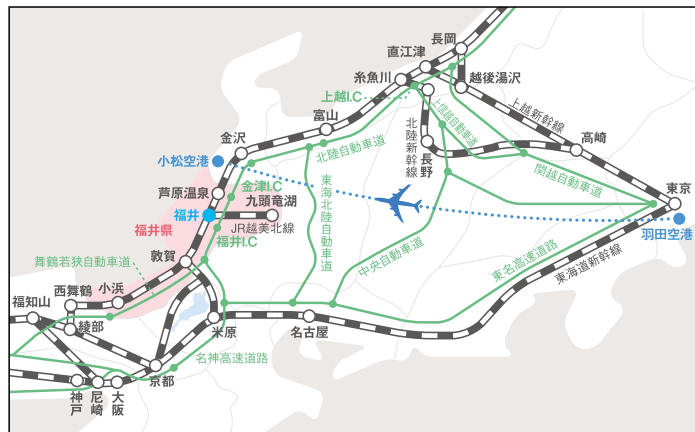 長岡
直江津
糸魚川
越後湯沢
上越I.C
上信越自動車道
上越新幹線
富山
北陸自動車道
北陸新幹線
長野
高崎
関越自動車道
金沢
小松空港
芦原温泉
金津I.C
九頭竜湖
福井
福井県
JR越美北線
福井I.C
東海北陸自動車道
東京
羽田空港
敦賀
舞鶴若狭自動車道
中央自動車道
東名高速道路
東海道新幹線
西舞鶴
小浜
福知山
綾部
米原
名古屋
名神高速道路
京都
神戸
尼崎
大阪